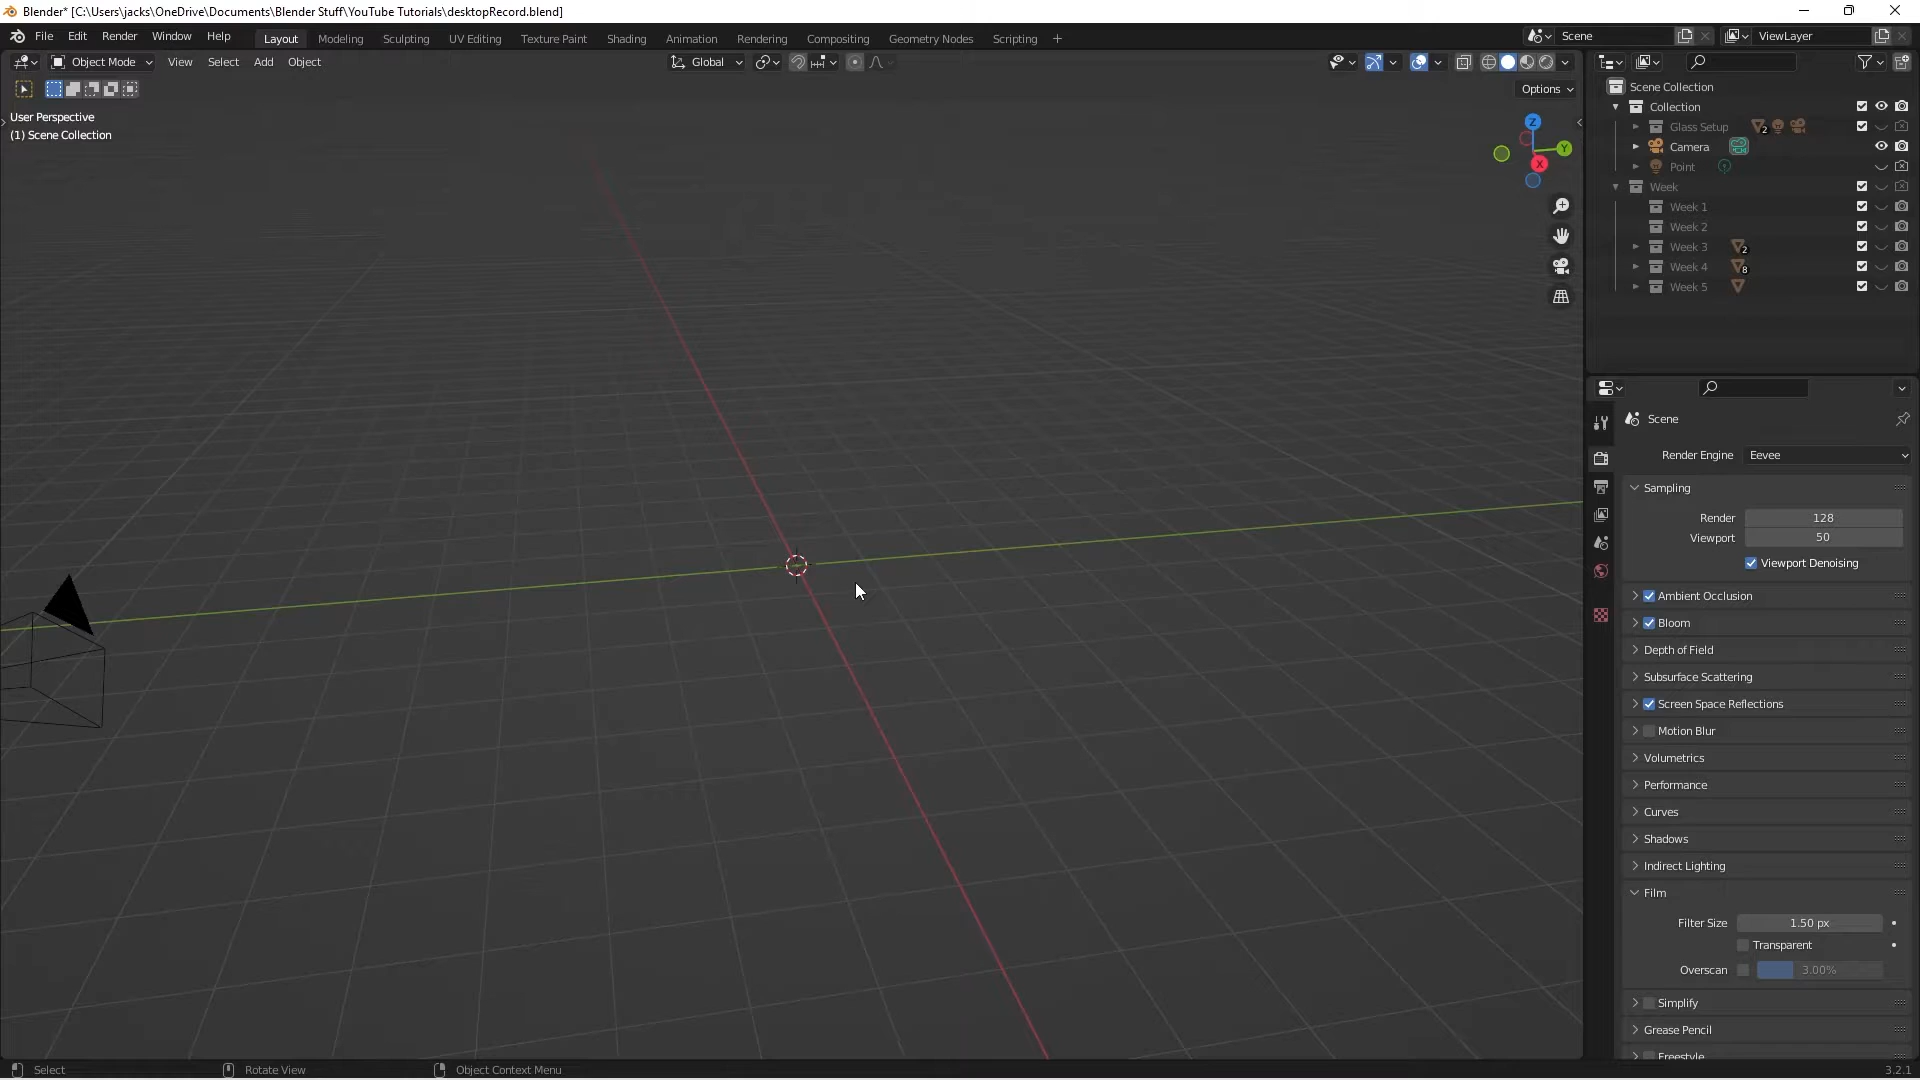 Blender* [C:\Users\jacks\OneDrive\Documents\Blender Stuff\YouTube Tutorials\desktopRecord.blend]
File Edit Render Window Help Layout Modeling Sculpting UV Editing Texture Paint Shading Animation Rendering Compositing Geometry Nodes Scripting + Scene ViewLayer
Object Mode View Select Add Object Global
Options
User Perspective
(1) Scene Collection
Z
Y
X
Scene Collection
Collection
Glass Setup 2
Camera
Point
Week
Week 1
Week 2
Week 3 2
Week 4 8
Week 5
Scene
Render Engine Eevee
Sampling
Render 128
Viewport 50
Viewport Denoising
Ambient Occlusion
Bloom
Depth of Field
Subsurface Scattering
Screen Space Reflections
Motion Blur
Volumetrics
Performance
Curves
Shadows
Indirect Lighting
Film
Filter Size 1.50 px
Transparent
Overscan 3.00%
Simplify
Grease Pencil
Freestyle
Select Rotate View Object Context Menu 3.2.1